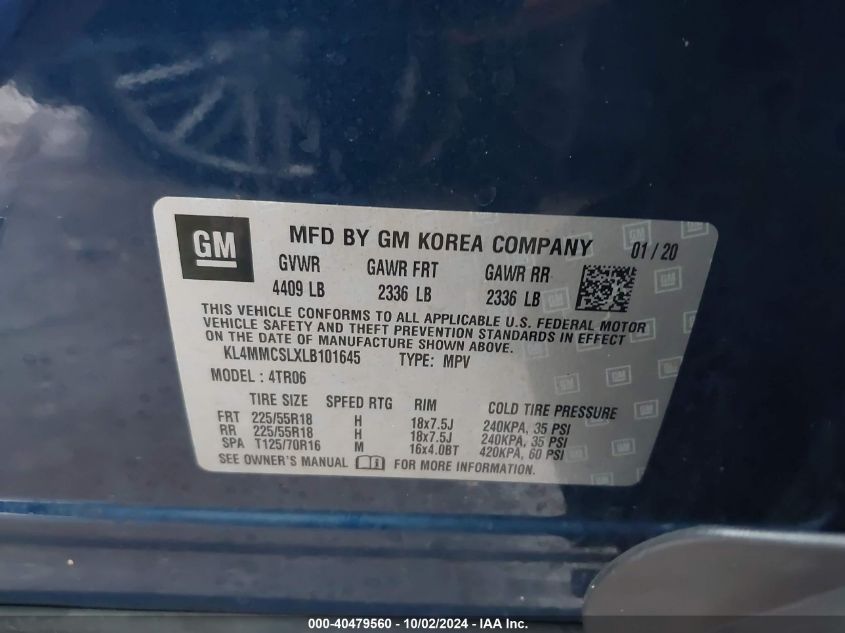 GM MFD BY GM KOREA COMPANY 01/20
GVWR GAWR FRT GAWR RR
4409 LB 2336 LB 2336 LB
THIS VEHICLE CONFORMS TO ALL APPLICABLE U.S. FEDERAL MOTOR
VEHICLE SAFETY AND THEFT PREVENTION STANDARDS IN EFFECT
ON THE DATE OF MANUFACTURE SHOWN ABOVE.
KL4MMCSLXLB101645 TYPE: MPV
MODEL: 4TR06
TIRE SIZE SPEED RTG RIM COLD TIRE PRESSURE
FRT 225/55R18 H 18x7.5J 240KPA, 35 PSI
RR 225/55R18 H 18x7.5J 240KPA, 35 PSI
SPA T125/70R16 M 16x4.0BT 420KPA, 60 PSI
SEE OWNER'S MANUAL FOR MORE INFORMATION.
000-40479560 - 10/02/2024 - IAA Inc.